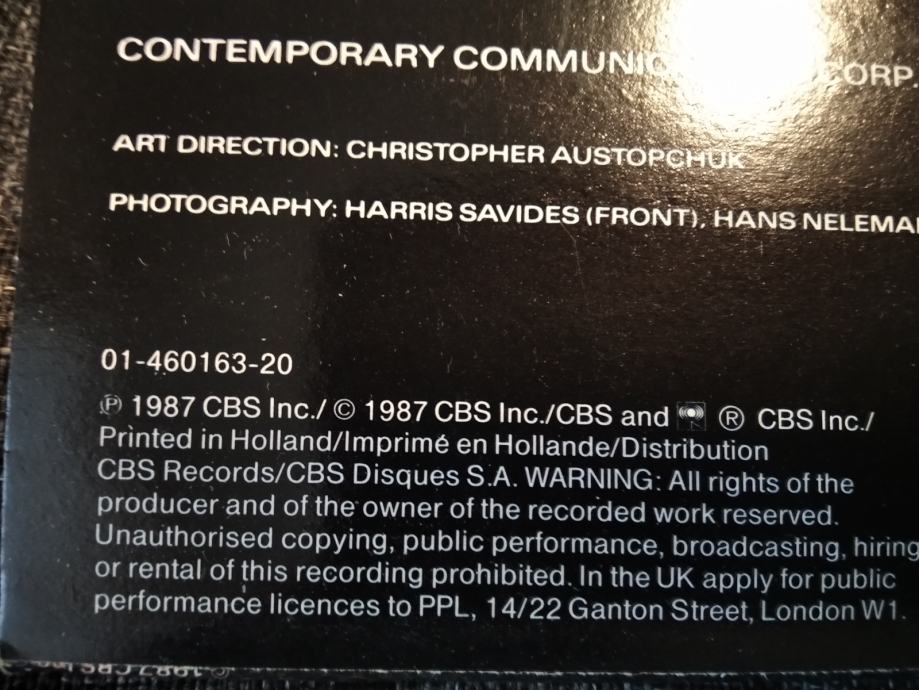 CONTEMPORARY COMMUNIC CORP.
ART DIRECTION: CHRISTOPHER AUSTOPCHUK
PHOTOGRAPHY: HARRIS SAVIDES (FRONT), HANS NELEMA
01-460163-20
℗ 1987 CBS Inc./ © 1987 CBS Inc./CBS and ® CBS Inc./
Printed in Holland/Imprimé en Hollande/Distribution
CBS Records/CBS Disques S.A. WARNING: All rights of the
producer and of the owner of the recorded work reserved.
Unauthorised copying, public performance, broadcasting, hiring
or rental of this recording prohibited. In the UK apply for public
performance licences to PPL, 14/22 Ganton Street, London W1.